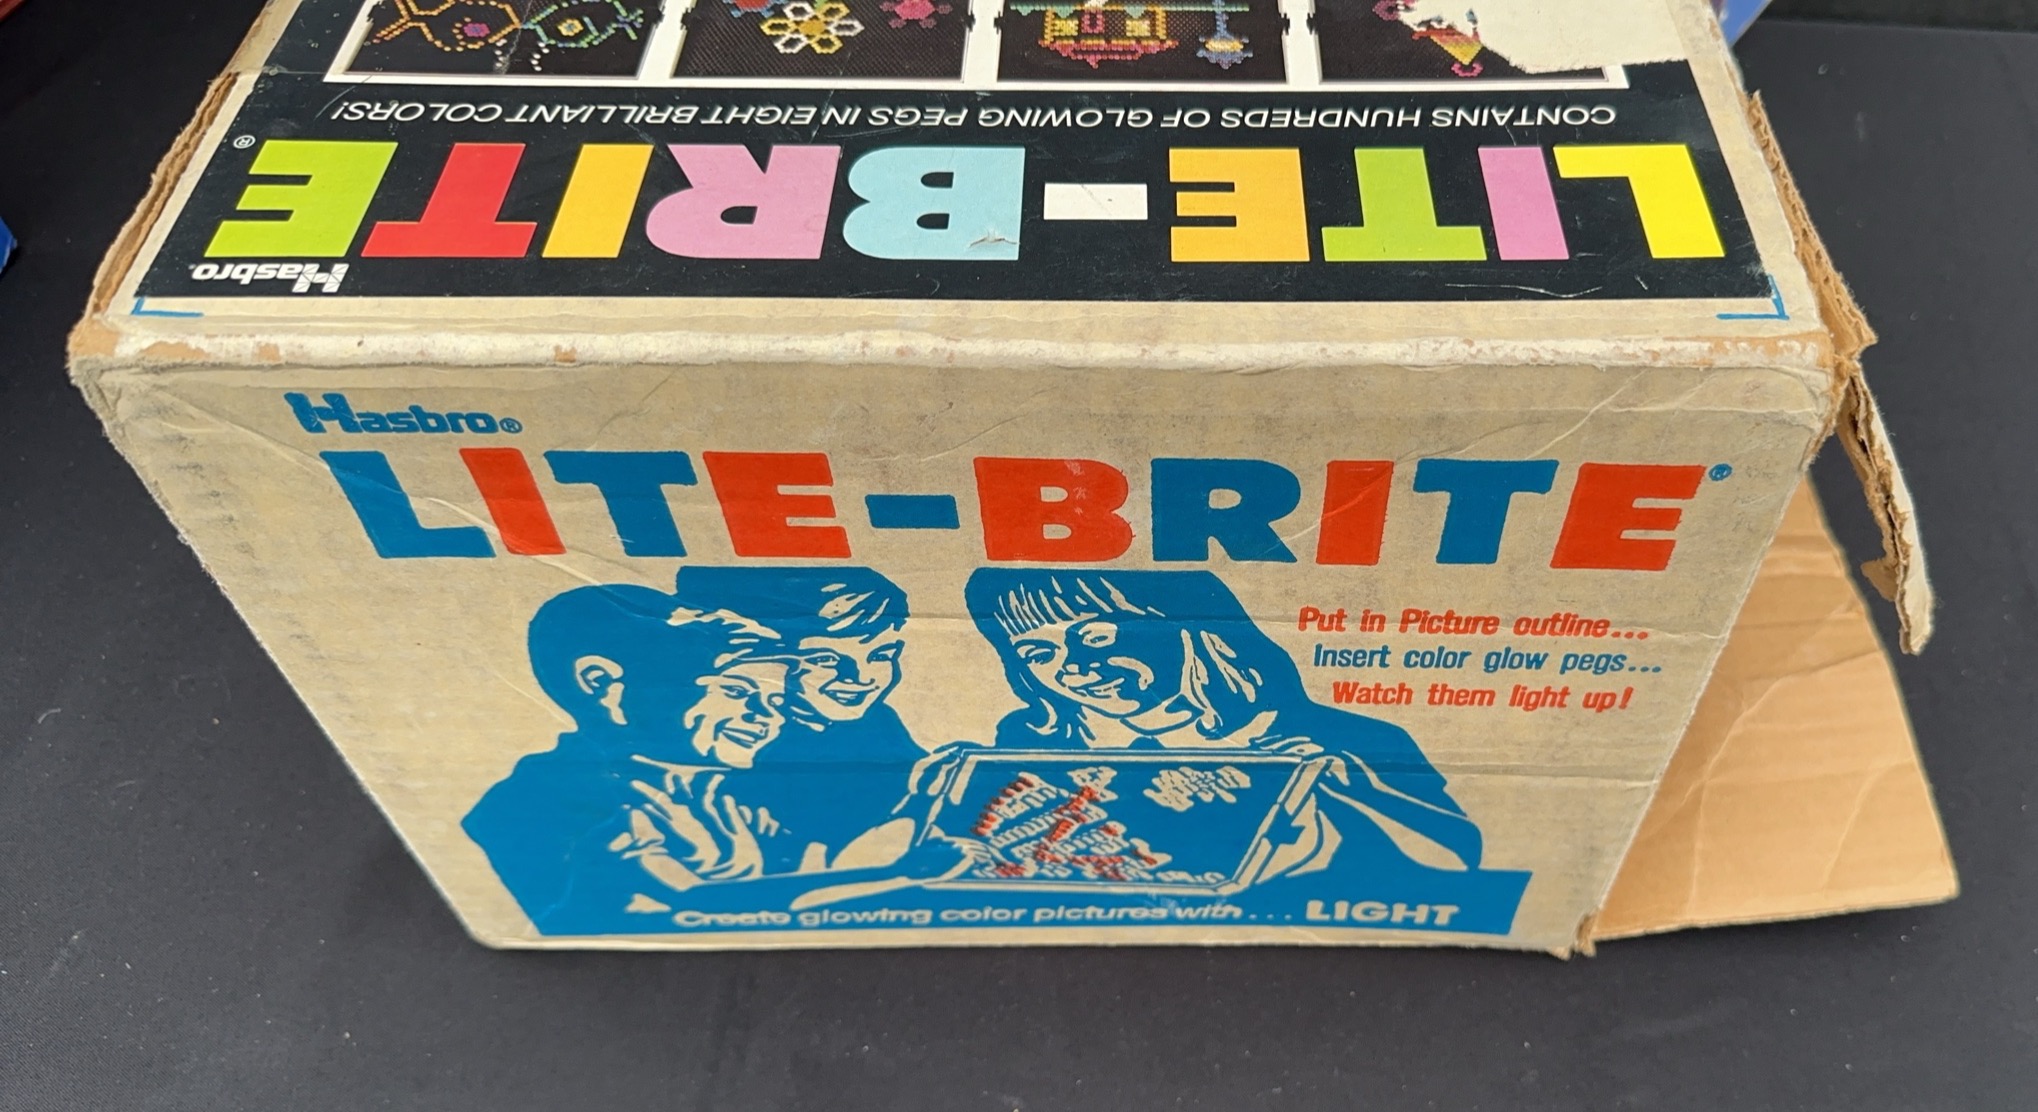 CONTAINS HUNDREDS OF GLOWING PEGS IN EIGHT BRILLIANT COLORS!
LITE-BRITE®
Hasbro®
Hasbro®
LITE-BRITE®
Put in Picture outline...
Insert color glow pegs...
Watch them light up!
Create glowing color pictures with... LIGHT